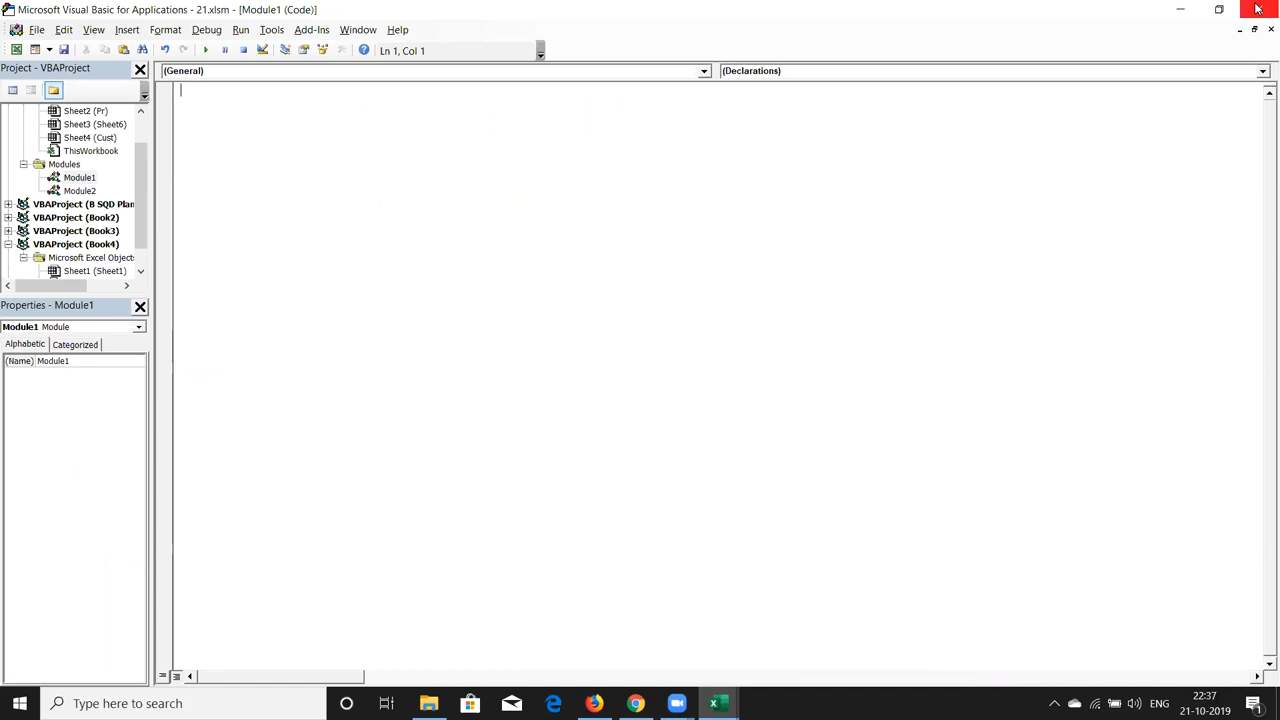 Microsoft Visual Basic for Applications - 21.xlsm - [Module1 (Code)]
File Edit View Insert Format Debug Run Tools Add-Ins Window Help
Ln 1, Col 1
Project - VBAProject
(General) (Declarations)
Sheet2 (Pr)
Sheet3 (Sheet6)
Sheet4 (Cust)
ThisWorkbook
Modules
Module1
Module2
VBAProject (B SQD Plan
VBAProject (Book2)
VBAProject (Book3)
VBAProject (Book4)
Microsoft Excel Objects
Sheet1 (Sheet1)
Properties - Module1
Module1 Module
Alphabetic Categorized
(Name) Module1
Type here to search
ENG
22:37
21-10-2019
1